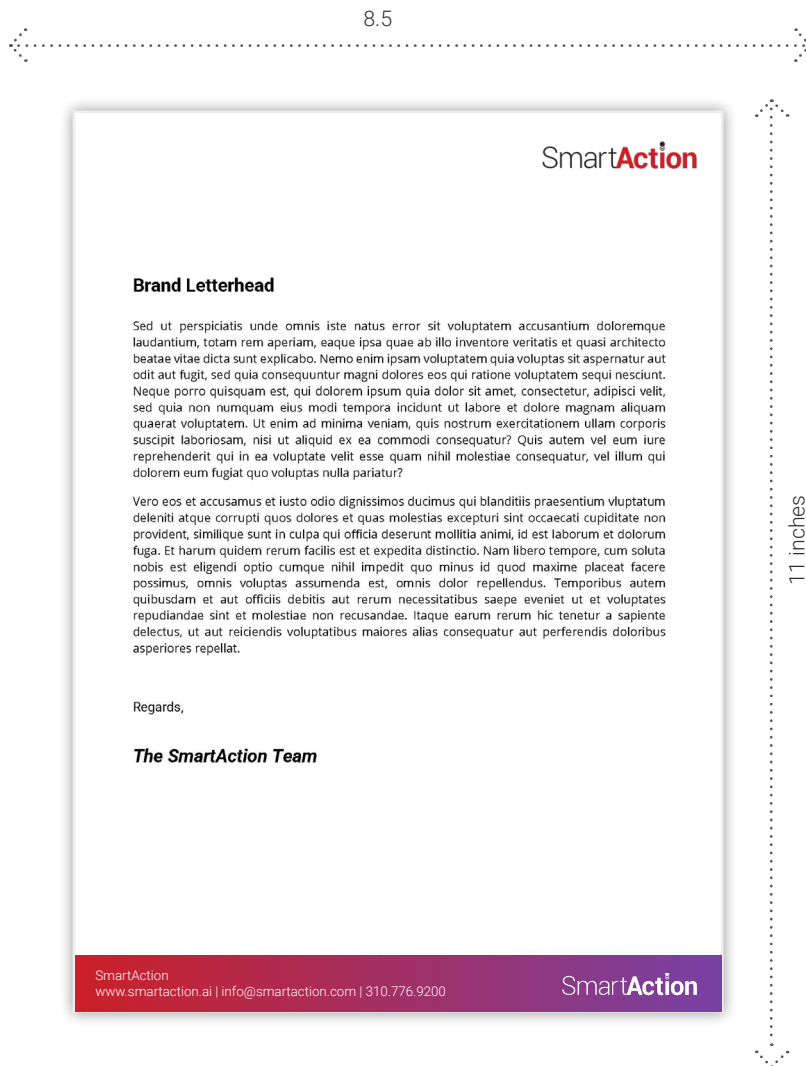 8.5
SmartAction
11 inches
Brand Letterhead
Sed ut perspiciatis unde omnis iste natus error sit voluptatem accusantium doloremque
laudantium, totam rem aperiam, eaque ipsa quae ab illo inventore veritatis et quasi architecto
beatae vitae dicta sunt explicabo. Nemo enim ipsam voluptatem quia voluptas sit aspernatur aut
odit aut fugit, sed quia consequuntur magni dolores eos qui ratione voluptatem sequi nesciunt.
Neque porro quisquam est, qui dolorem ipsum quia dolor sit amet, consectetur, adipisci velit,
sed quia non numquam eius modi tempora incidunt ut labore et dolore magnam aliquam
quaerat voluptatem. Ut enim ad minima veniam, quis nostrum exercitationem ullam corporis
suscipit laboriosam, nisi ut aliquid ex ea commodi consequatur? Quis autem vel eum iure
reprehenderit qui in ea voluptate velit esse quam nihil molestiae consequatur, vel illum qui
dolorem eum fugiat quo voluptas nulla pariatur?
Vero eos et accusamus et iusto odio dignissimos ducimus qui blanditiis praesentium vluptatum
deleniti atque corrupti quos dolores et quas molestias excepturi sint occaecati cupiditate non
provident, similique sunt in culpa qui officia deserunt mollitia animi, id est laborum et dolorum
fuga. Et harum quidem rerum facilis est et expedita distinctio. Nam libero tempore, cum soluta
nobis est eligendi optio cumque nihil impedit quo minus id quod maxime placeat facere
possimus, omnis voluptas assumenda est, omnis dolor repellendus. Temporibus autem
quibusdam et aut officiis debitis aut rerum necessitatibus saepe eveniet ut et voluptates
repudiandae sint et molestiae non recusandae. Itaque earum rerum hic tenetur a sapiente
delectus, ut aut reiciendis voluptatibus maiores alias consequatur aut perferendis doloribus
asperiores repellat.
Regards,
The SmartAction Team
SmartAction
www.smartaction.ai | info@smartaction.com | 310.776.9200
SmartAction